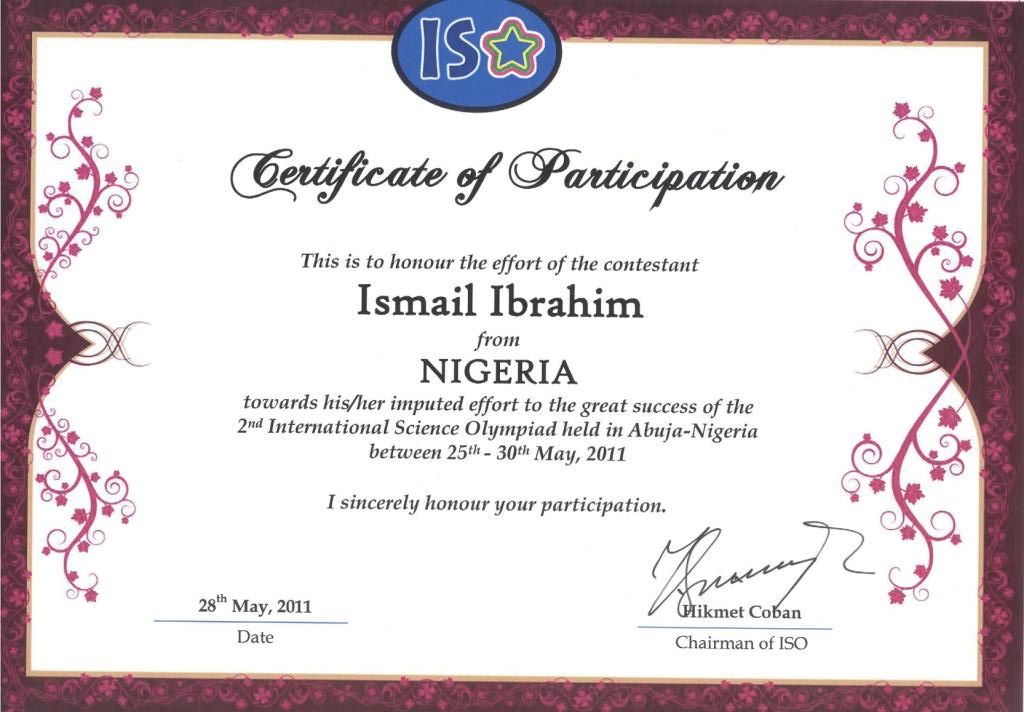 ISO
Certificate of Participation
This is to honour the effort of the contestant
Ismail Ibrahim
from
NIGERIA
towards his/her imputed effort to the great success of the
2nd International Science Olympiad held in Abuja-Nigeria
between 25th - 30th May, 2011
I sincerely honour your participation.
28th May, 2011
Date
Hikmet Coban
Chairman of ISO